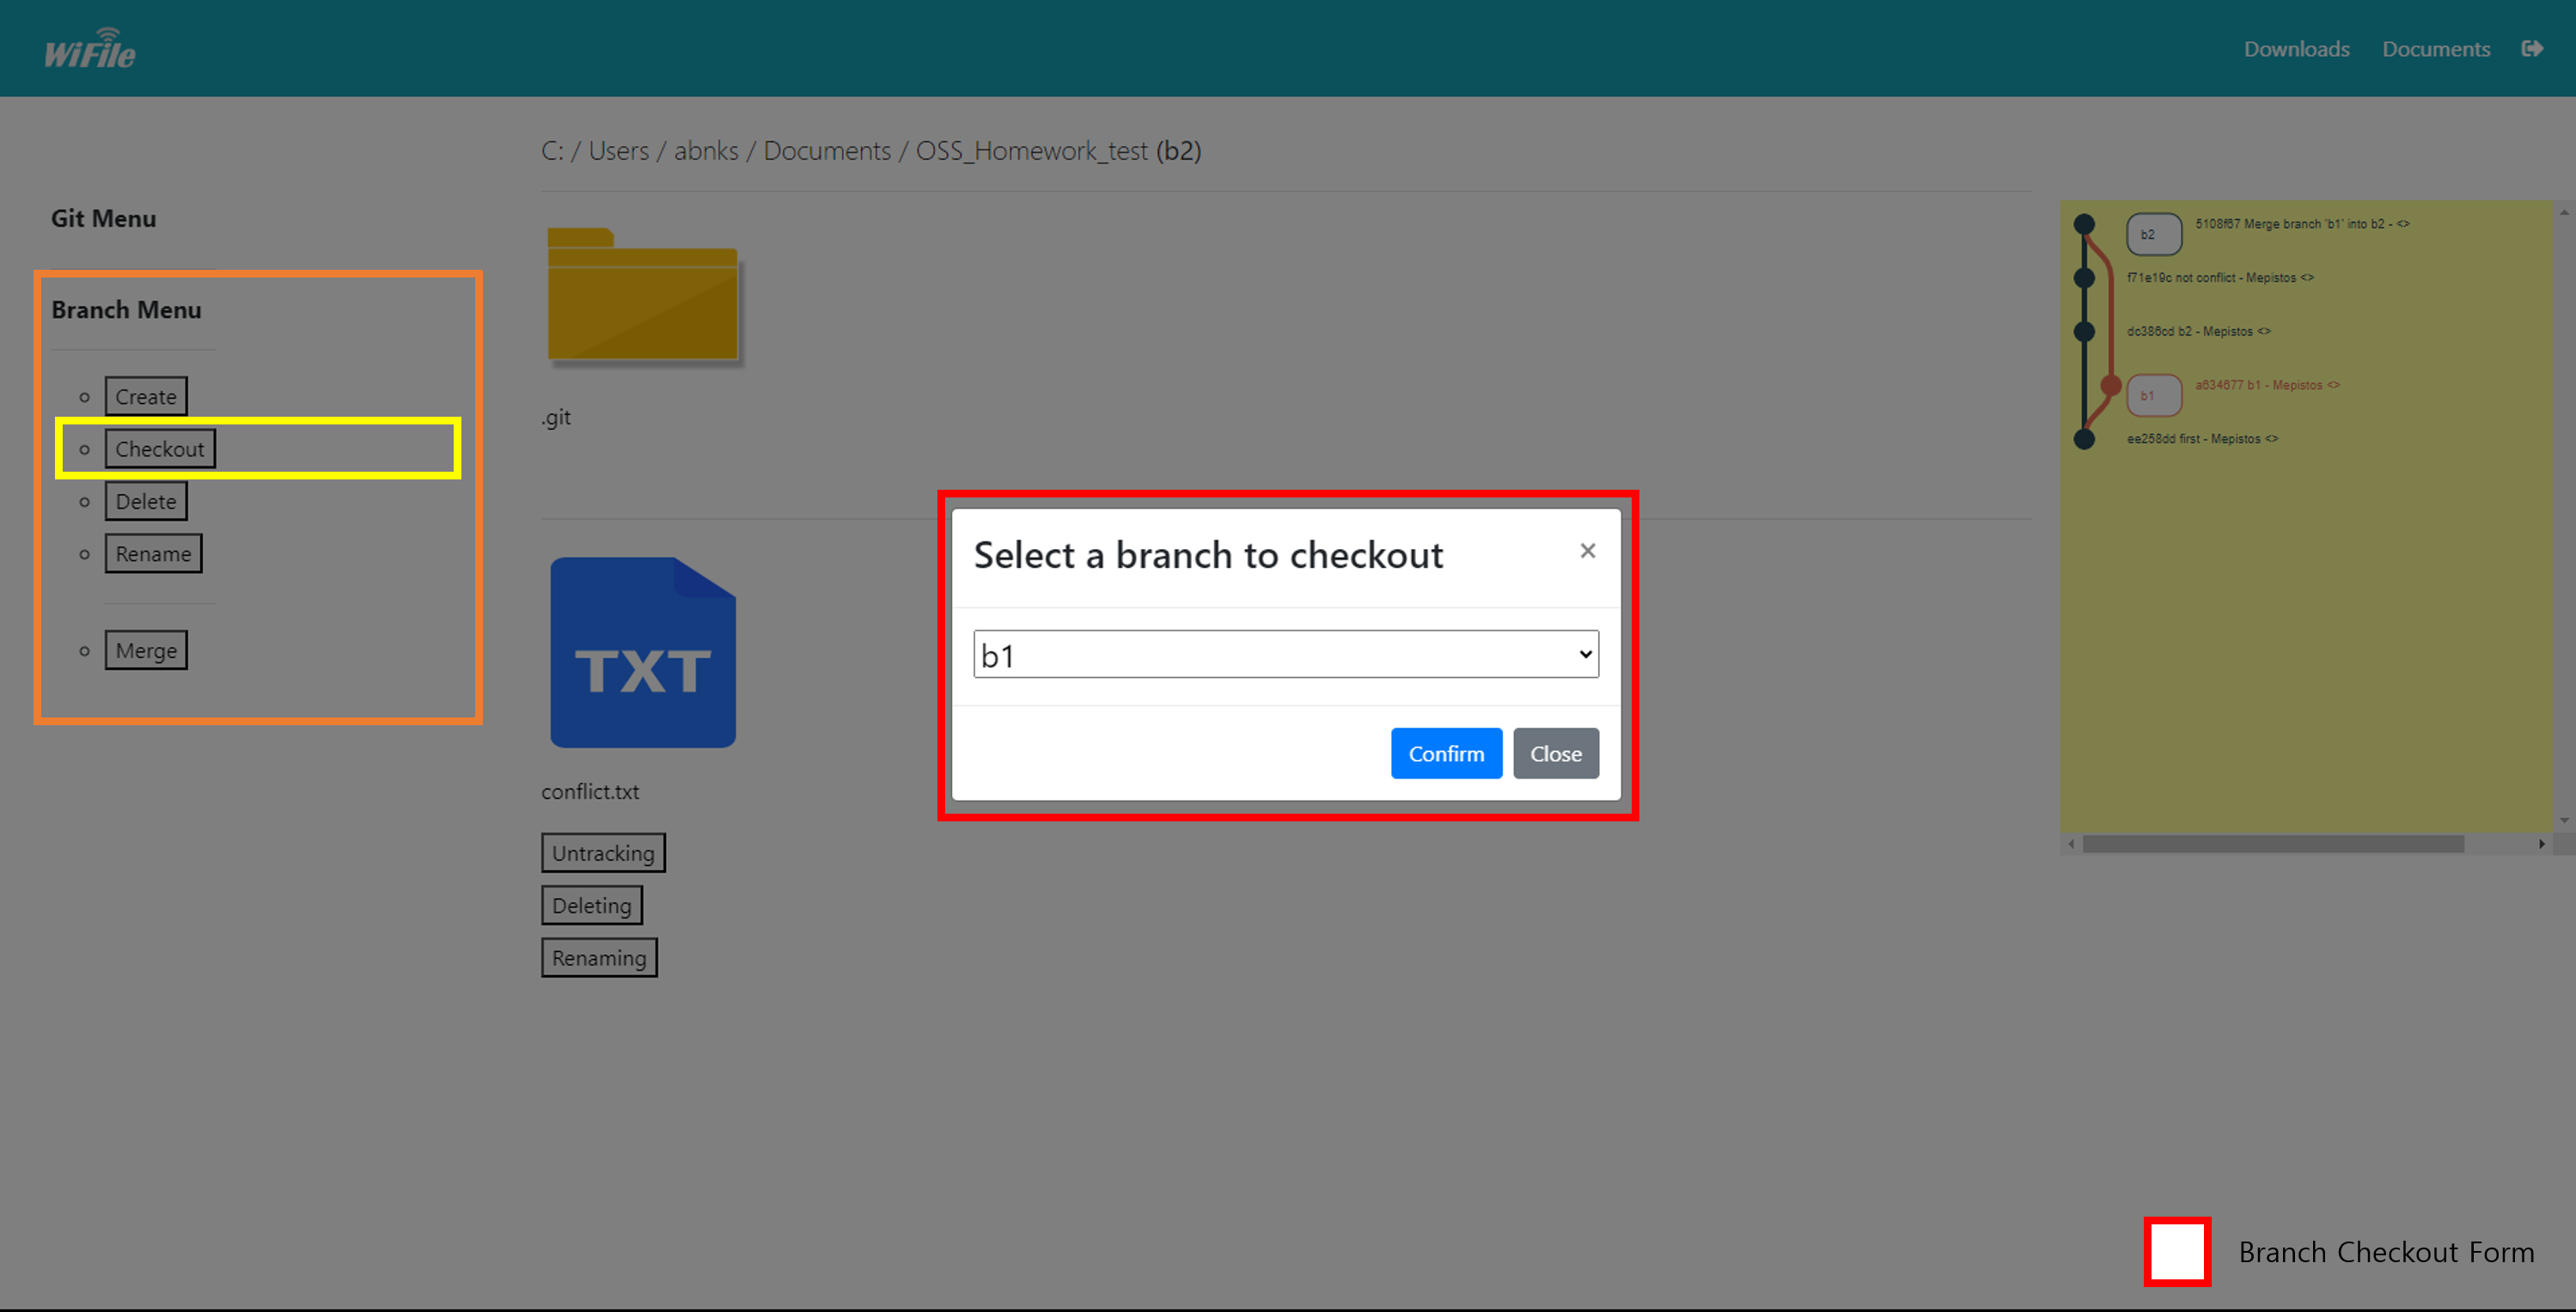 WiFile
Downloads Documents
C: / Users / abnks / Documents / OSS_Homework_test (b2)
Git Menu
Branch Menu
Create
Checkout
Delete
Rename
Merge
.git
TXT
conflict.txt
Untracking
Deleting
Renaming
Select a branch to checkout ×
b1
Confirm Close
b2 5108f67 Merge branch 'b1' into b2 - <>
f71e19c not conflict - Mepistos <>
dc386cd b2 - Mepistos <>
b1 a634677 b1 - Mepistos <>
ee258dd first - Mepistos <>
Branch Checkout Form